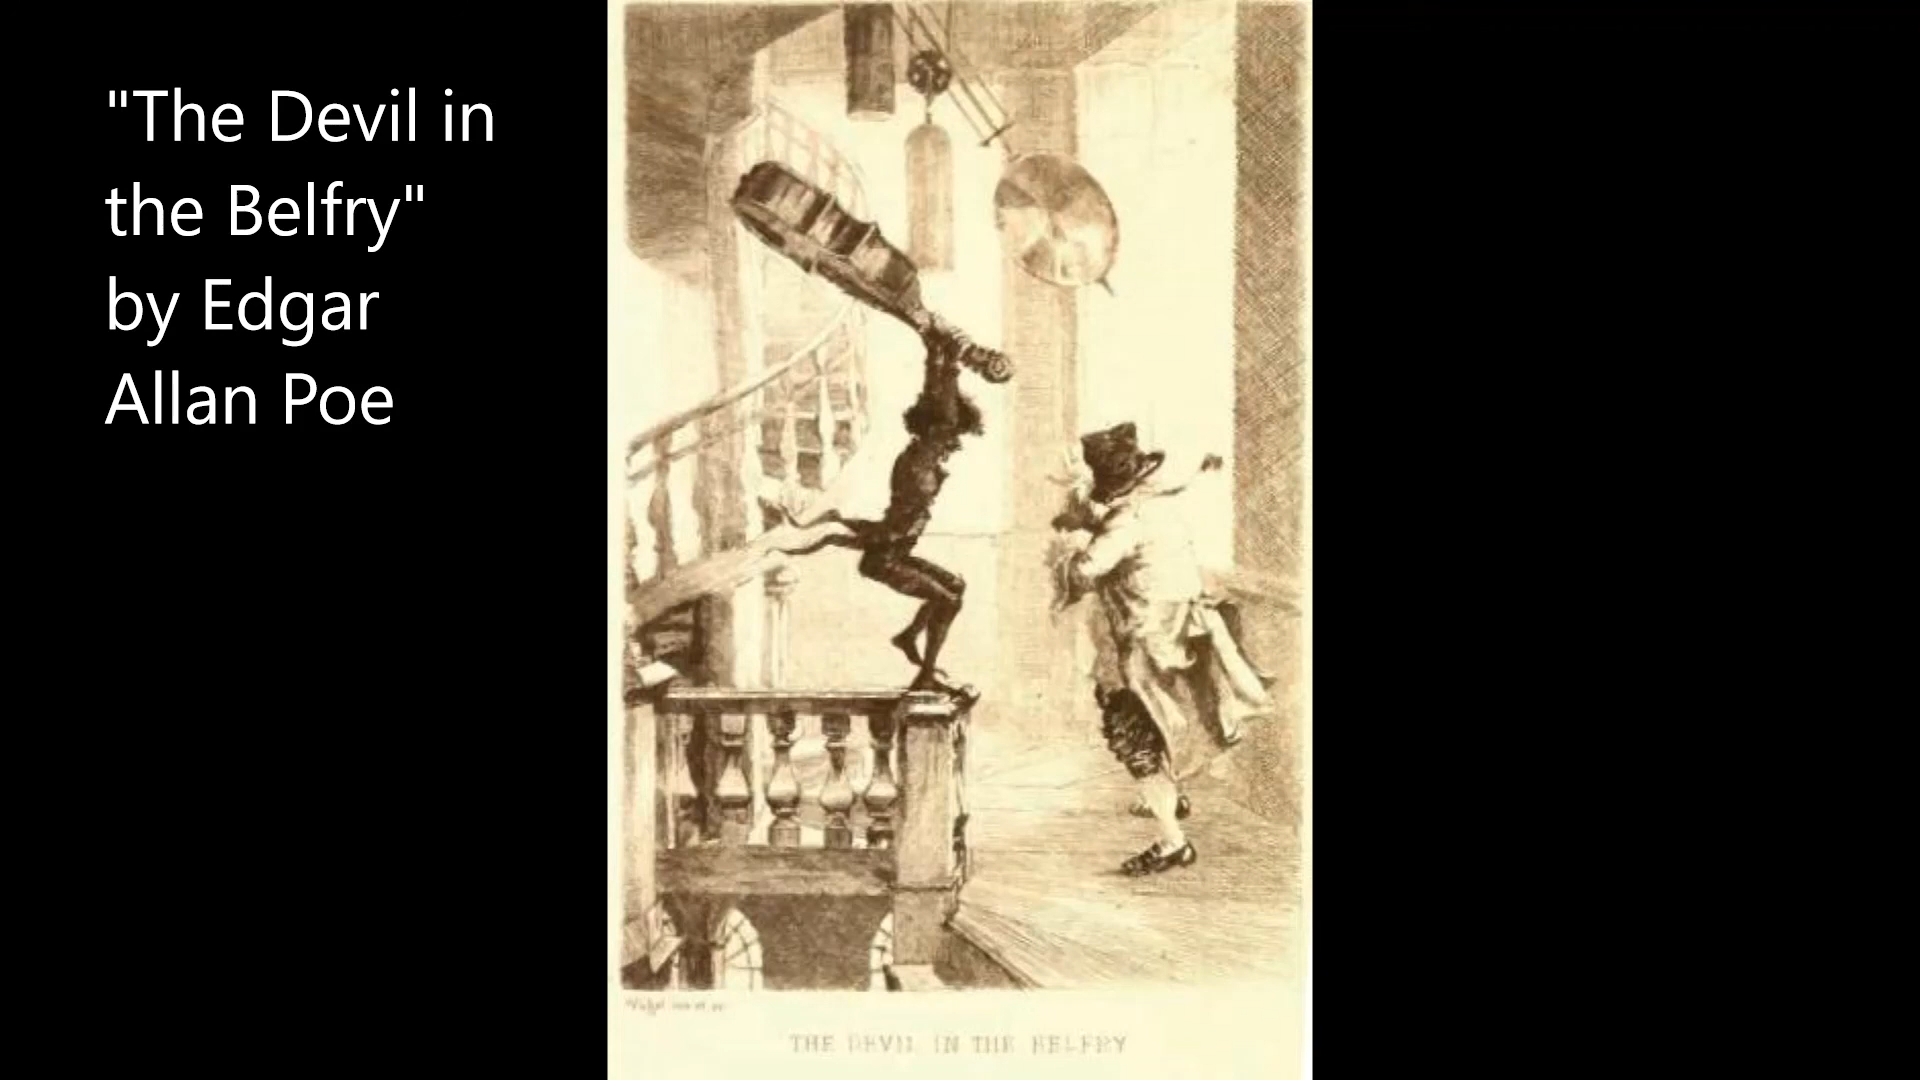 "The Devil in
the Belfry"
by Edgar
Allan Poe
THE DEVIL IN THE BELFRY